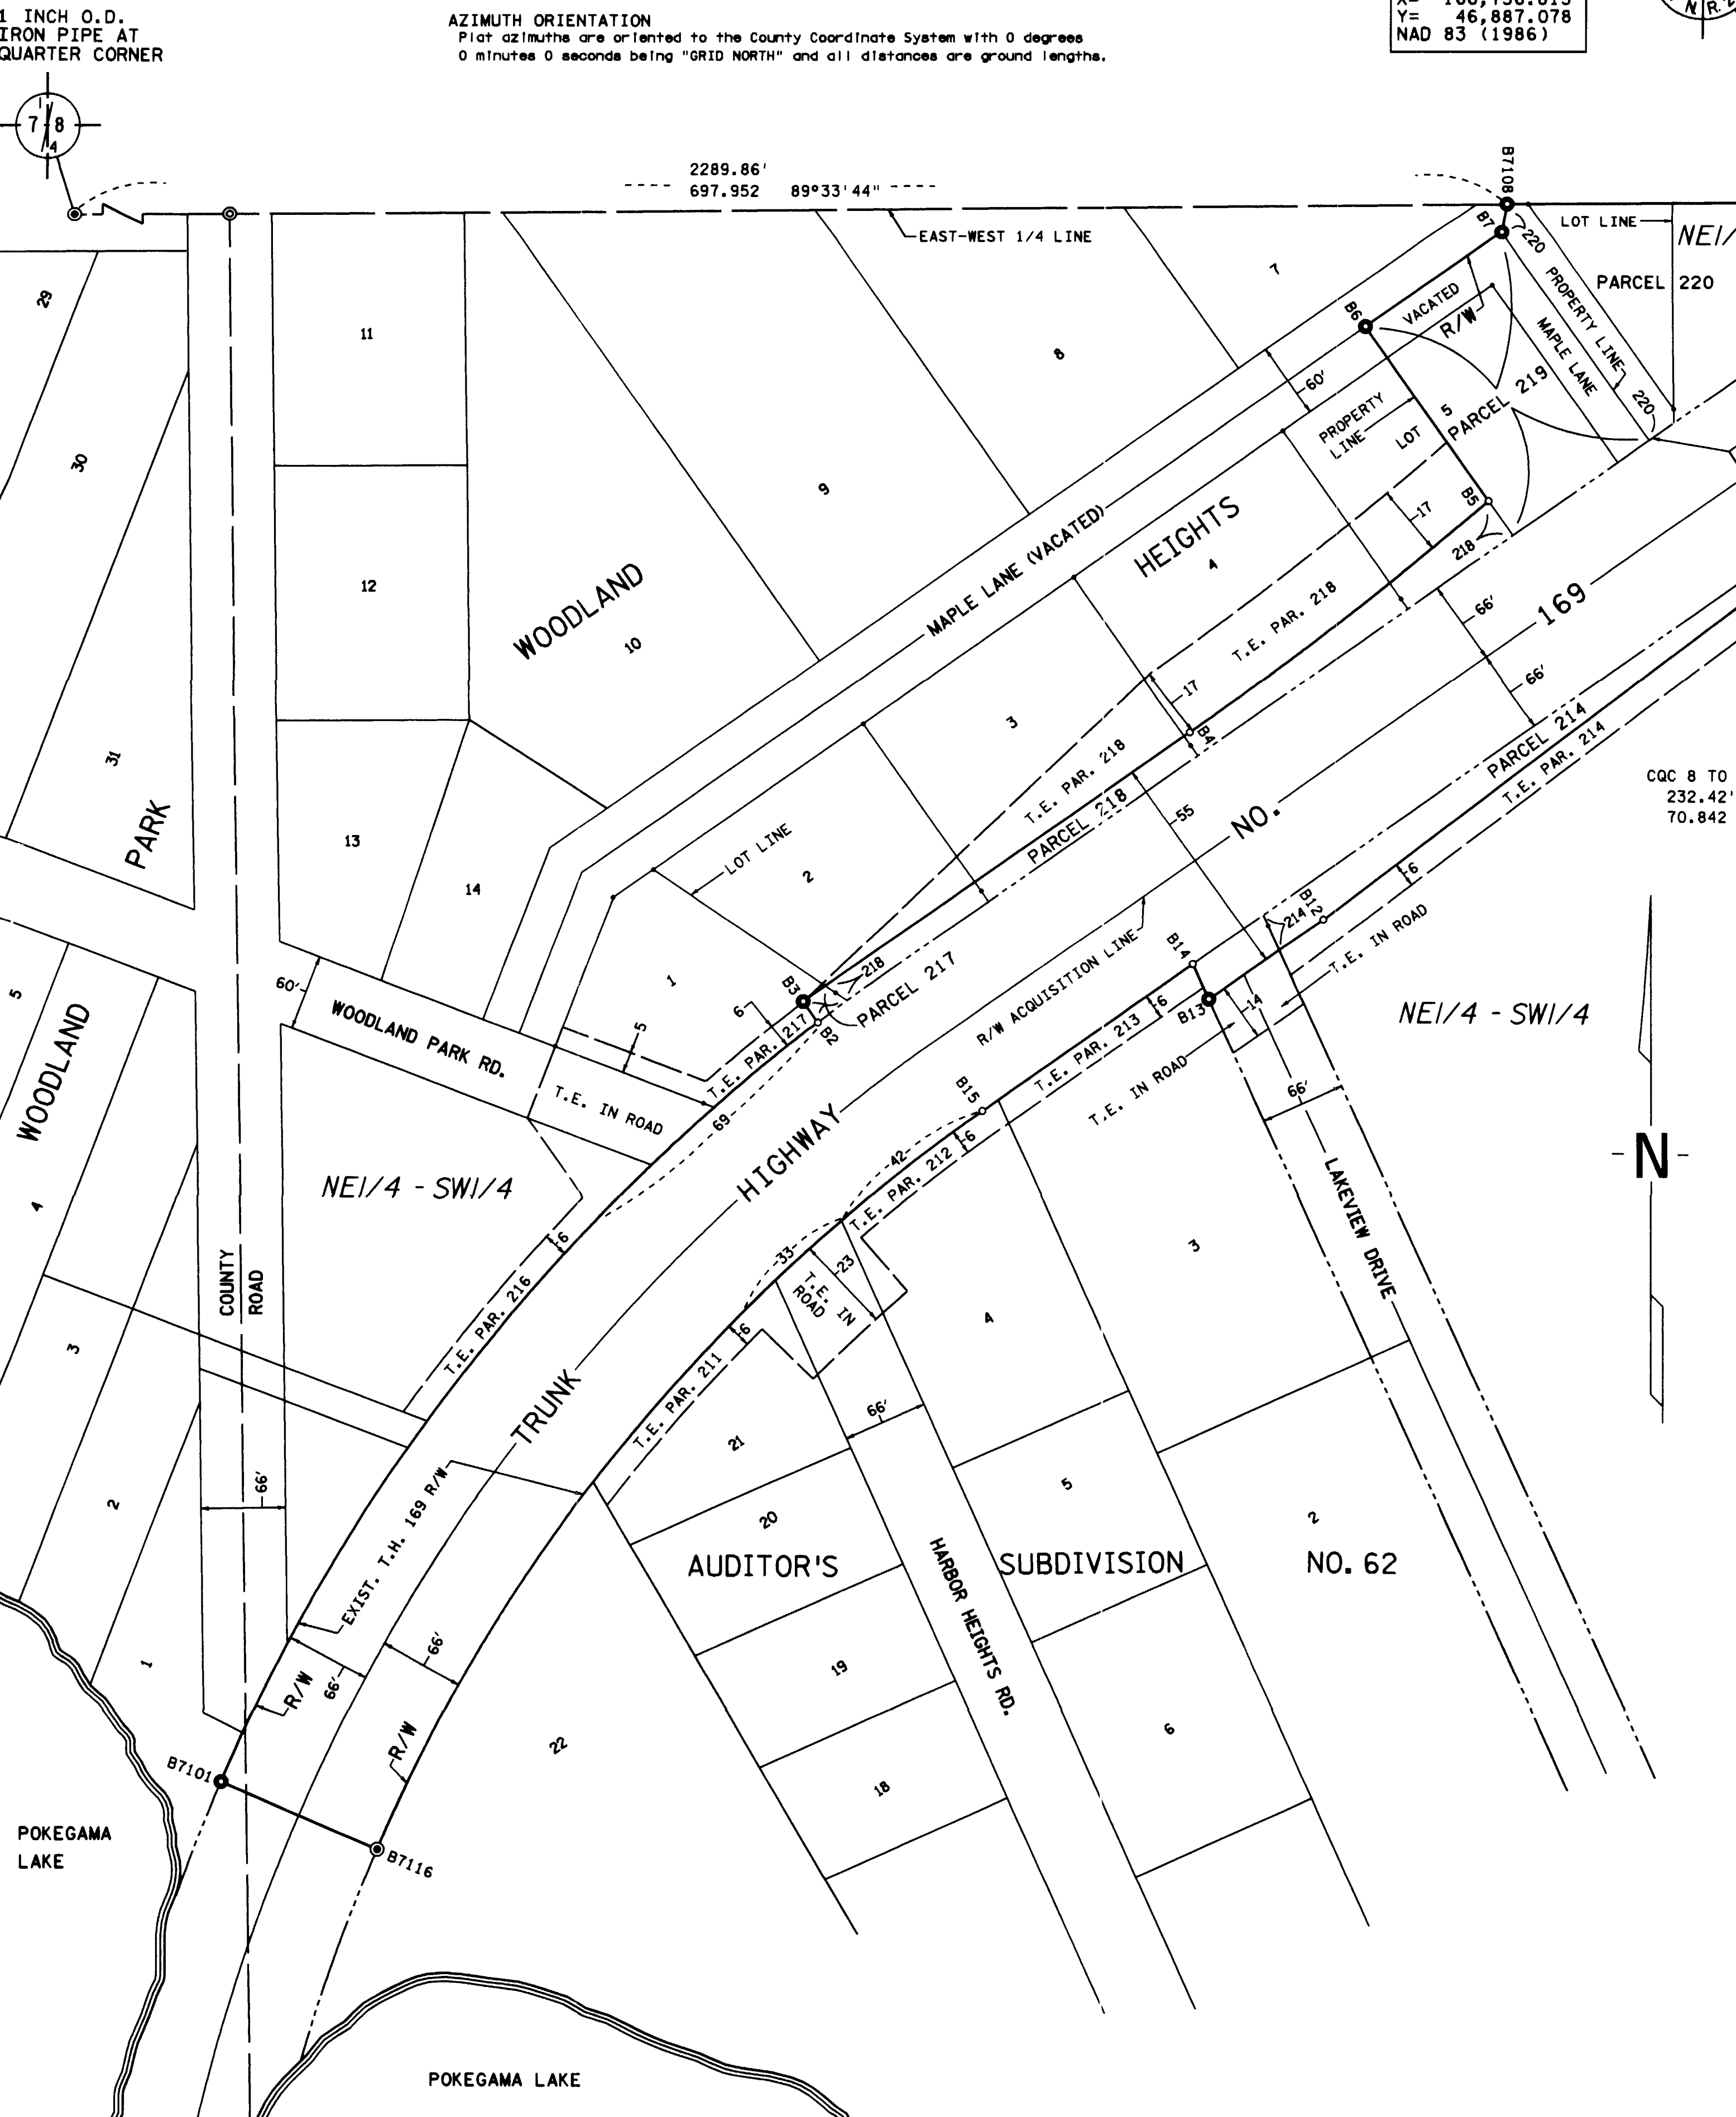 1 INCH O.D.
IRON PIPE AT
QUARTER CORNER
AZIMUTH ORIENTATION
Plat azimuths are oriented to the County Coordinate System with 0 degrees
0 minutes 0 seconds being "GRID NORTH" and all distances are ground lengths.
Y= 46,887.078
NAD 83 (1986)
7 8
1
4
2289.86'
697.952 89°33'44"
EAST-WEST 1/4 LINE
B7108
B7
220
LOT LINE
PARCEL 220
PROPERTY LINE
MAPLE LANE
220
VACATED
R/W
B6
60'
PROPERTY
LINE
LOT
5
PARCEL 219
B5
218
17
29
30
31
11
12
13
14
7
8
9
10
WOODLAND
HEIGHTS
4
MAPLE LANE (VACATED)
T.E. PAR. 218
17
B4
3
T.E. PAR. 218
PARCEL 218
66'
66'
169
PARCEL 214
T.E. PAR. 214
CQC 8 TO
232.42'
70.842
PARK
LOT LINE
2
1
55
NO.
6
B12
214
T.E. IN ROAD
B14
B3
218
PARCEL 217
6
217
B2
T.E. PAR.
5
60'
WOODLAND PARK RD.
T.E. IN ROAD
69
R/W ACQUISITION LINE
6
T.E. PAR. 213
B13
14
T.E. IN ROAD
66'
NE1/4 - SW1/4
N
B15
6
42
T.E. PAR. 212
HIGHWAY
LAKEVIEW DRIVE
5
WOODLAND
4
3
2
1
NE1/4 - SW1/4
COUNTY
ROAD
6
T.E. PAR. 216
33
23
T.E. IN
ROAD
6
T.E. PAR. 211
TRUNK
3
4
66'
21
20
19
18
22
5
6
2
AUDITOR'S SUBDIVISION NO. 62
HARBOR HEIGHTS RD.
66'
EXIST. T.H. 169 R/W
R/W
66'
66'
R/W
B7101
B7116
POKEGAMA
LAKE
POKEGAMA LAKE